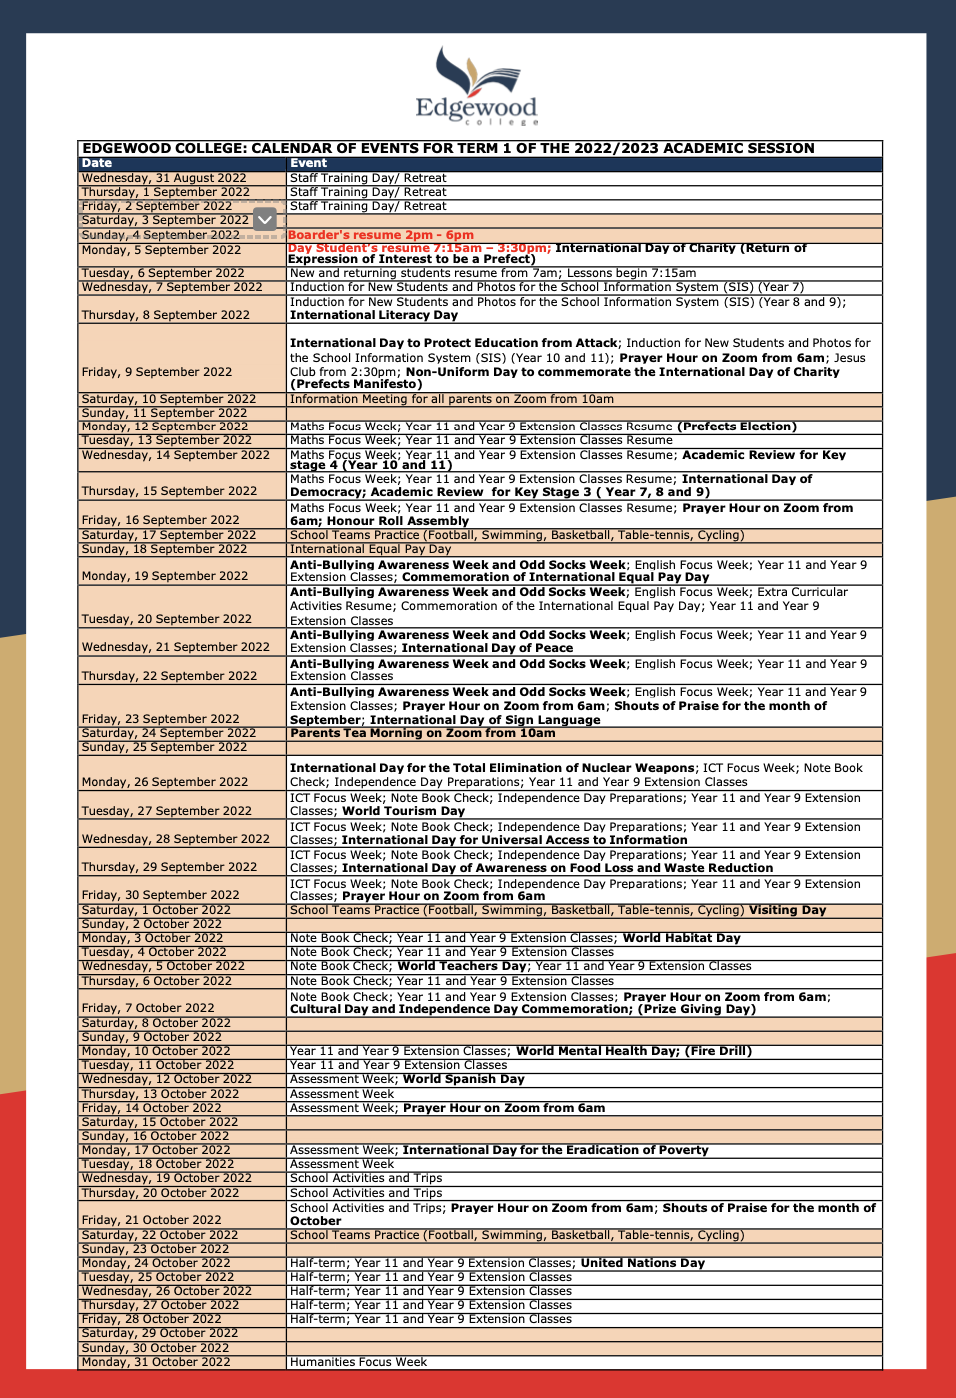 Edgewood
college
EDGEWOOD COLLEGE: CALENDAR OF EVENTS FOR TERM 1 OF THE 2022/2023 ACADEMIC SESSION
Date Event
Wednesday, 31 August 2022 Staff Training Day/ Retreat
Thursday, 1 September 2022 Staff Training Day/ Retreat
Friday, 2 September 2022 Staff Training Day/ Retreat
Saturday, 3 September 2022
Sunday, 4 September 2022 Boarder's resume 2pm - 6pm
Monday, 5 September 2022 Day Student's resume 7:15am – 3:30pm; International Day of Charity (Return of
Expression of Interest to be a Prefect)
Tuesday, 6 September 2022 New and returning students resume from 7am; Lessons begin 7:15am
Wednesday, 7 September 2022 Induction for New Students and Photos for the School Information System (SIS) (Year 7)
Induction for New Students and Photos for the School Information System (SIS) (Year 8 and 9);
Thursday, 8 September 2022 International Literacy Day
International Day to Protect Education from Attack; Induction for New Students and Photos for
the School Information System (SIS) (Year 10 and 11); Prayer Hour on Zoom from 6am; Jesus
Friday, 9 September 2022 Club from 2:30pm; Non-Uniform Day to commemorate the International Day of Charity
(Prefects Manifesto)
Saturday, 10 September 2022 Information Meeting for all parents on Zoom from 10am
Sunday, 11 September 2022
Monday, 12 September 2022 Maths Focus Week; Year 11 and Year 9 Extension Classes Resume (Prefects Election)
Tuesday, 13 September 2022 Maths Focus Week; Year 11 and Year 9 Extension Classes Resume
Wednesday, 14 September 2022 Maths Focus Week; Year 11 and Year 9 Extension Classes Resume; Academic Review for Key
stage 4 (Year 10 and 11)
Maths Focus Week; Year 11 and Year 9 Extension Classes Resume; International Day of
Thursday, 15 September 2022 Democracy; Academic Review for Key Stage 3 ( Year 7, 8 and 9)
Maths Focus Week; Year 11 and Year 9 Extension Classes Resume; Prayer Hour on Zoom from
Friday, 16 September 2022 6am; Honour Roll Assembly
Saturday, 17 September 2022 School Teams Practice (Football, Swimming, Basketball, Table-tennis, Cycling)
Sunday, 18 September 2022 International Equal Pay Day
Anti-Bullying Awareness Week and Odd Socks Week; English Focus Week; Year 11 and Year 9
Monday, 19 September 2022 Extension Classes; Commemoration of International Equal Pay Day
Anti-Bullying Awareness Week and Odd Socks Week; English Focus Week; Extra Curricular
Activities Resume; Commemoration of the International Equal Pay Day; Year 11 and Year 9
Tuesday, 20 September 2022 Extension Classes
Anti-Bullying Awareness Week and Odd Socks Week; English Focus Week; Year 11 and Year 9
Wednesday, 21 September 2022 Extension Classes; International Day of Peace
Anti-Bullying Awareness Week and Odd Socks Week; English Focus Week; Year 11 and Year 9
Thursday, 22 September 2022 Extension Classes
Anti-Bullying Awareness Week and Odd Socks Week; English Focus Week; Year 11 and Year 9
Extension Classes; Prayer Hour on Zoom from 6am; Shouts of Praise for the month of
Friday, 23 September 2022 September; International Day of Sign Language
Saturday, 24 September 2022 Parents Tea Morning on Zoom from 10am
Sunday, 25 September 2022
International Day for the Total Elimination of Nuclear Weapons; ICT Focus Week; Note Book
Monday, 26 September 2022 Check; Independence Day Preparations; Year 11 and Year 9 Extension Classes
ICT Focus Week; Note Book Check; Independence Day Preparations; Year 11 and Year 9 Extension
Tuesday, 27 September 2022 Classes; World Tourism Day
ICT Focus Week; Note Book Check; Independence Day Preparations; Year 11 and Year 9 Extension
Wednesday, 28 September 2022 Classes; International Day for Universal Access to Information
ICT Focus Week; Note Book Check; Independence Day Preparations; Year 11 and Year 9 Extension
Thursday, 29 September 2022 Classes; International Day of Awareness on Food Loss and Waste Reduction
ICT Focus Week; Note Book Check; Independence Day Preparations; Year 11 and Year 9 Extension
Friday, 30 September 2022 Classes; Prayer Hour on Zoom from 6am
Saturday, 1 October 2022 School Teams Practice (Football, Swimming, Basketball, Table-tennis, Cycling) Visiting Day
Sunday, 2 October 2022
Monday, 3 October 2022 Note Book Check; Year 11 and Year 9 Extension Classes; World Habitat Day
Tuesday, 4 October 2022 Note Book Check; Year 11 and Year 9 Extension Classes
Wednesday, 5 October 2022 Note Book Check; World Teachers Day; Year 11 and Year 9 Extension Classes
Thursday, 6 October 2022 Note Book Check; Year 11 and Year 9 Extension Classes
Note Book Check; Year 11 and Year 9 Extension Classes; Prayer Hour on Zoom from 6am;
Friday, 7 October 2022 Cultural Day and Independence Day Commemoration; (Prize Giving Day)
Saturday, 8 October 2022
Sunday, 9 October 2022
Monday, 10 October 2022 Year 11 and Year 9 Extension Classes; World Mental Health Day; (Fire Drill)
Tuesday, 11 October 2022 Year 11 and Year 9 Extension Classes
Wednesday, 12 October 2022 Assessment Week; World Spanish Day
Thursday, 13 October 2022 Assessment Week
Friday, 14 October 2022 Assessment Week; Prayer Hour on Zoom from 6am
Saturday, 15 October 2022
Sunday, 16 October 2022
Monday, 17 October 2022 Assessment Week; International Day for the Eradication of Poverty
Tuesday, 18 October 2022 Assessment Week
Wednesday, 19 October 2022 School Activities and Trips
Thursday, 20 October 2022 School Activities and Trips
School Activities and Trips; Prayer Hour on Zoom from 6am; Shouts of Praise for the month of
Friday, 21 October 2022 October
Saturday, 22 October 2022 School Teams Practice (Football, Swimming, Basketball, Table-tennis, Cycling)
Sunday, 23 October 2022
Monday, 24 October 2022 Half-term; Year 11 and Year 9 Extension Classes; United Nations Day
Tuesday, 25 October 2022 Half-term; Year 11 and Year 9 Extension Classes
Wednesday, 26 October 2022 Half-term; Year 11 and Year 9 Extension Classes
Thursday, 27 October 2022 Half-term; Year 11 and Year 9 Extension Classes
Friday, 28 October 2022 Half-term; Year 11 and Year 9 Extension Classes
Saturday, 29 October 2022
Sunday, 30 October 2022
Monday, 31 October 2022 Humanities Focus Week